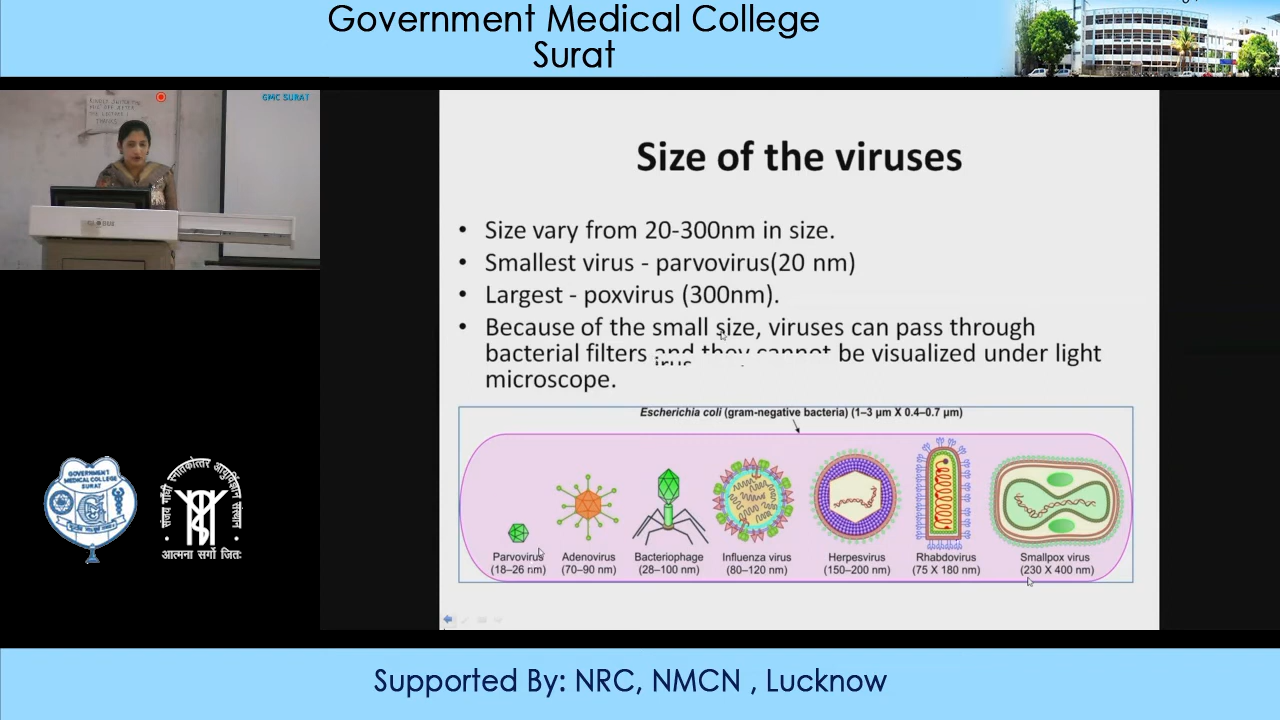 Government Medical College
Surat
GMC SURAT
Size of the viruses
• Size vary from 20-300nm in size.
• Smallest virus - parvovirus(20 nm)
• Largest - poxvirus (300nm).
• Because of the small size, viruses can pass through
bacterial filters and they cannot be visualized under light
microscope.
Escherichia coli (gram-negative bacteria) (1–3 µm X 0.4–0.7 µm)
Parvovirus Adenovirus Bacteriophage Influenza virus Herpesvirus Rhabdovirus Smallpox virus
(18–26 nm) (70–90 nm) (28–100 nm) (80–120 nm) (150–200 nm) (75 X 180 nm) (230 X 400 nm)
GOVERNMENT
MEDICAL COLLEGE
SURAT
आत्मना सर्गो जितः
Supported By: NRC, NMCN , Lucknow